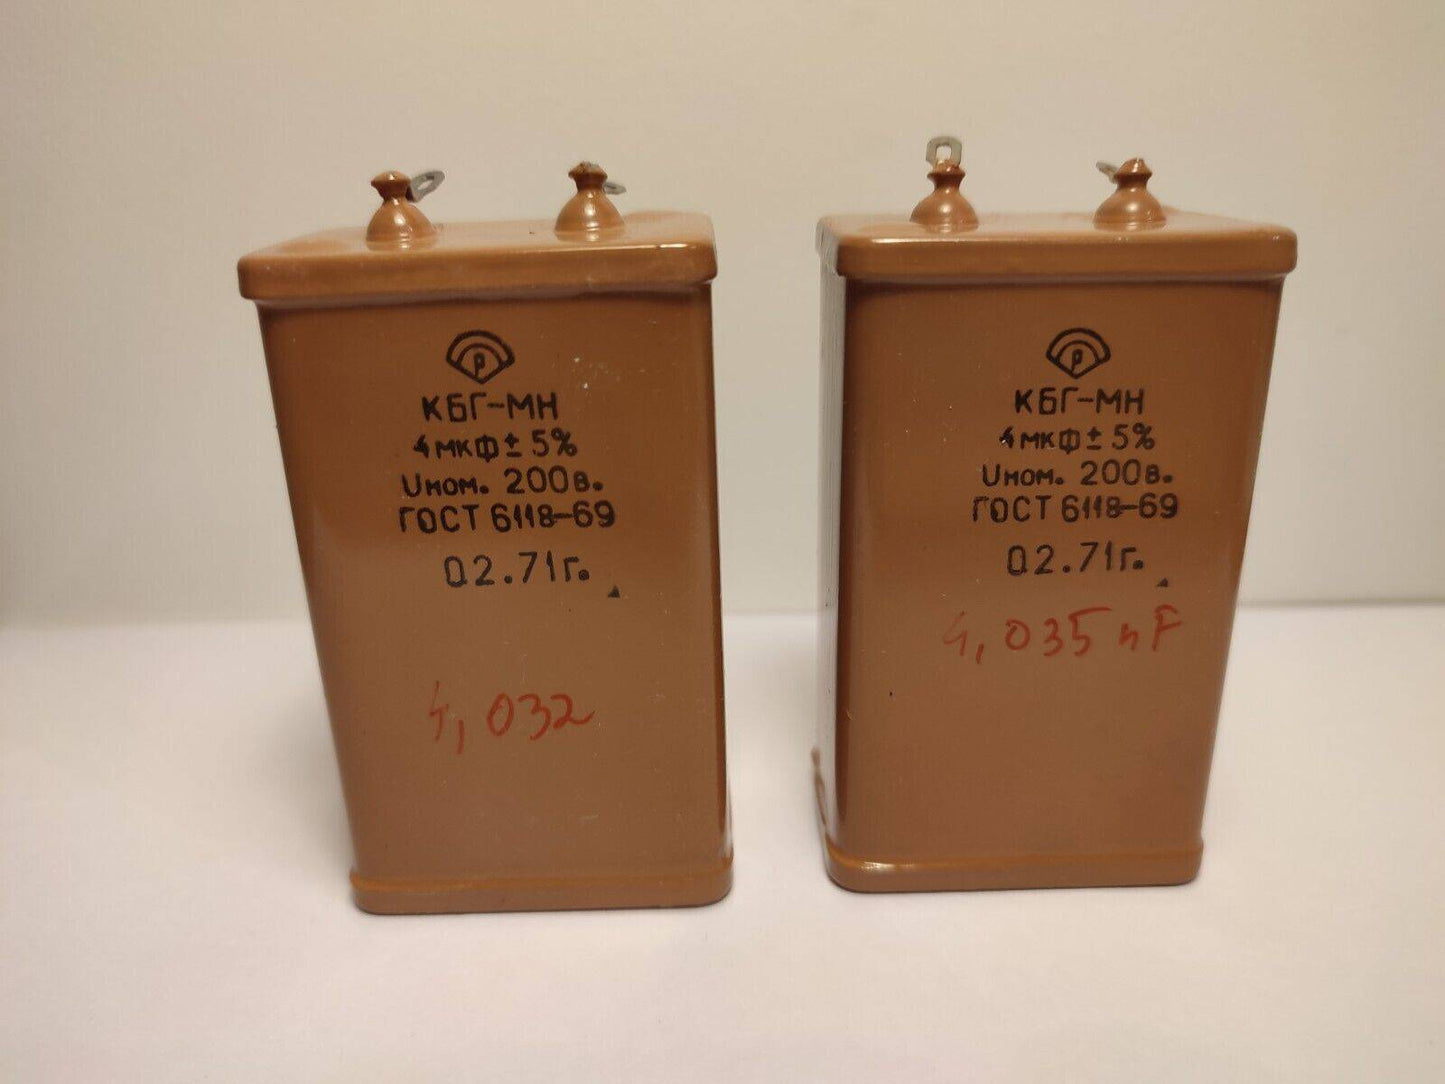 р
КБГ-МН
4мкФ±5%
Uном. 200в.
ГОСТ 6118-69
02.71г.
4,032
р
КБГ-МН
4мкФ±5%
Uном. 200в.
ГОСТ 6118-69
02.71г.
4,035 nF